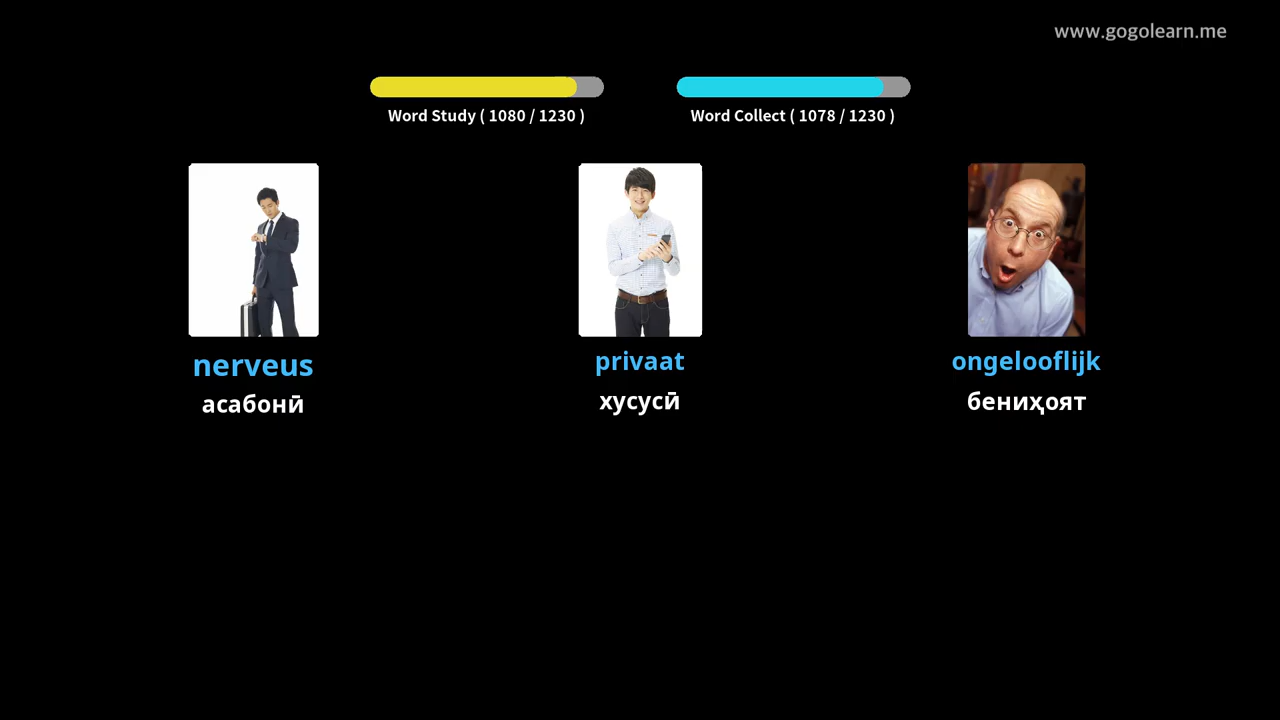 www.gogolearn.me
Word Study ( 1080 / 1230 )
Word Collect ( 1078 / 1230 )
nerveus
privaat
ongelooflijk
асабонӣ
хусусӣ
бениҳоят